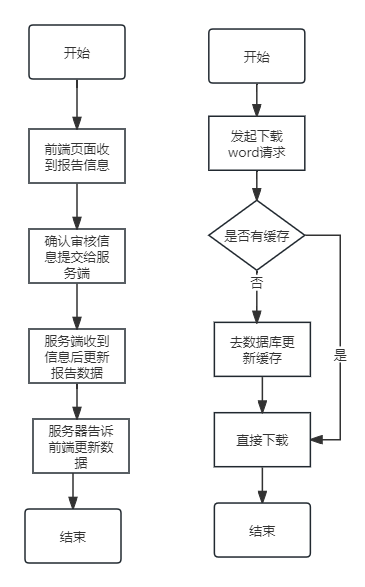 开始
前端页面收
到报告信息
确认审核信
息提交给服
务端
服务端收到
信息后更新
报告数据
服务器告诉
前端更新数
据
结束
开始
发起下载
word请求
是否有缓存
否
是
去数据库更
新缓存
直接下载
结束